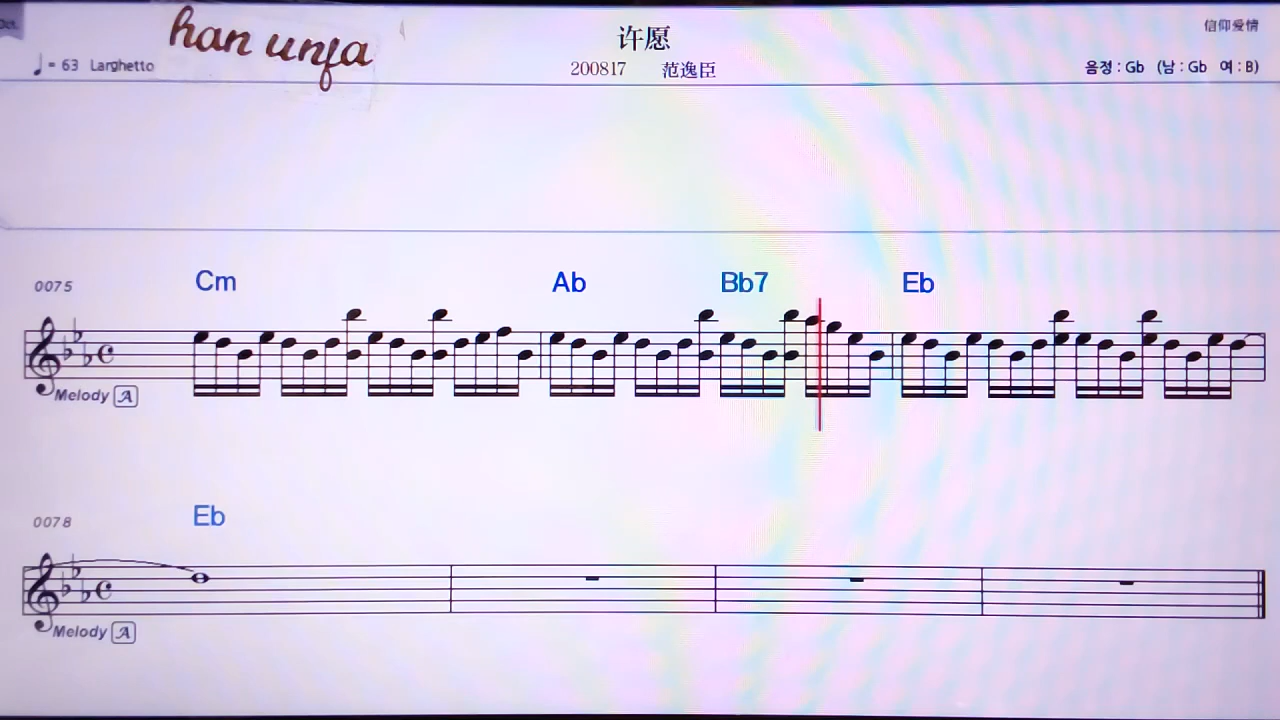 han unfa
许愿
信仰爱情
♩= 63 Larghetto
200817 范逸臣
음정 : Gb (남 : Gb 여 : B)
0075
Cm Ab Bb7 Eb
Melody A
0078
Eb
Melody A